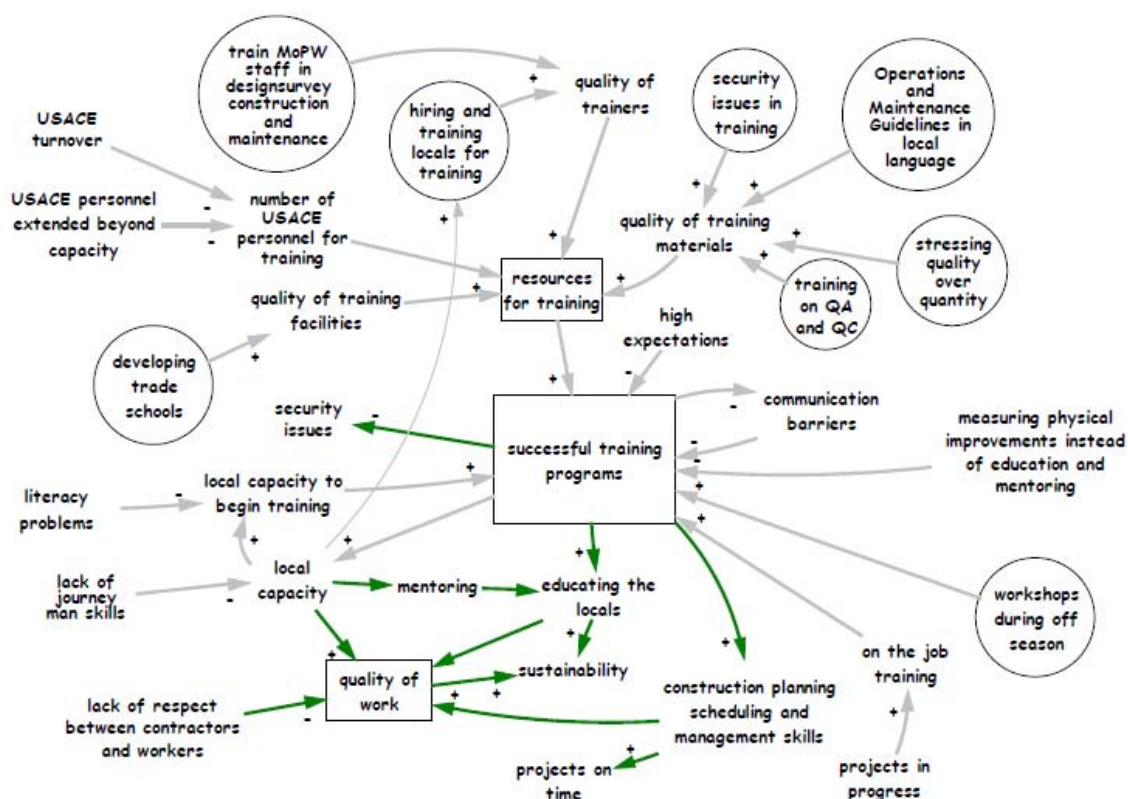 train MoPW
staff in
designsurvey
construction
and
maintenance
hiring and
training
locals for
training
quality of
trainers
security
issues in
training
Operations
and
Maintenance
Guidelines in
local
language
USACE
turnover
USACE personnel
extended beyond
capacity
number of
USACE
personnel for
training
quality of training
materials
stressing
quality
over
quantity
training
on QA
and QC
resources
for training
quality of training
facilities
high
expectations
developing
trade
schools
security
issues
successful training
programs
communication
barriers
measuring physical
improvements instead
of education and
mentoring
literacy
problems
local capacity to
begin training
lack of
journey
man skills
local
capacity
mentoring
educating the
locals
workshops
during off
season
on the job
training
sustainability
quality of
work
lack of respect
between contractors
and workers
construction planning
scheduling and
management skills
projects on
time
projects in
progress